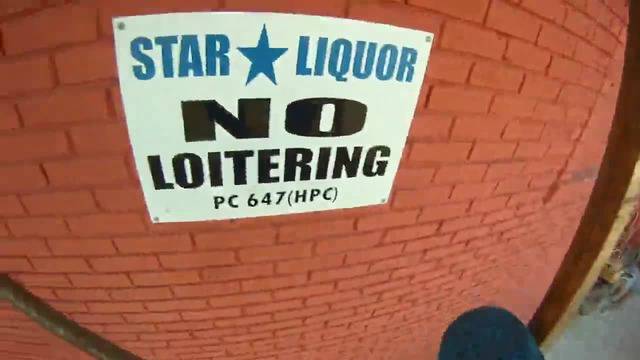 STAR LIQUOR
NO
LOITERING
PC 647(HPC)